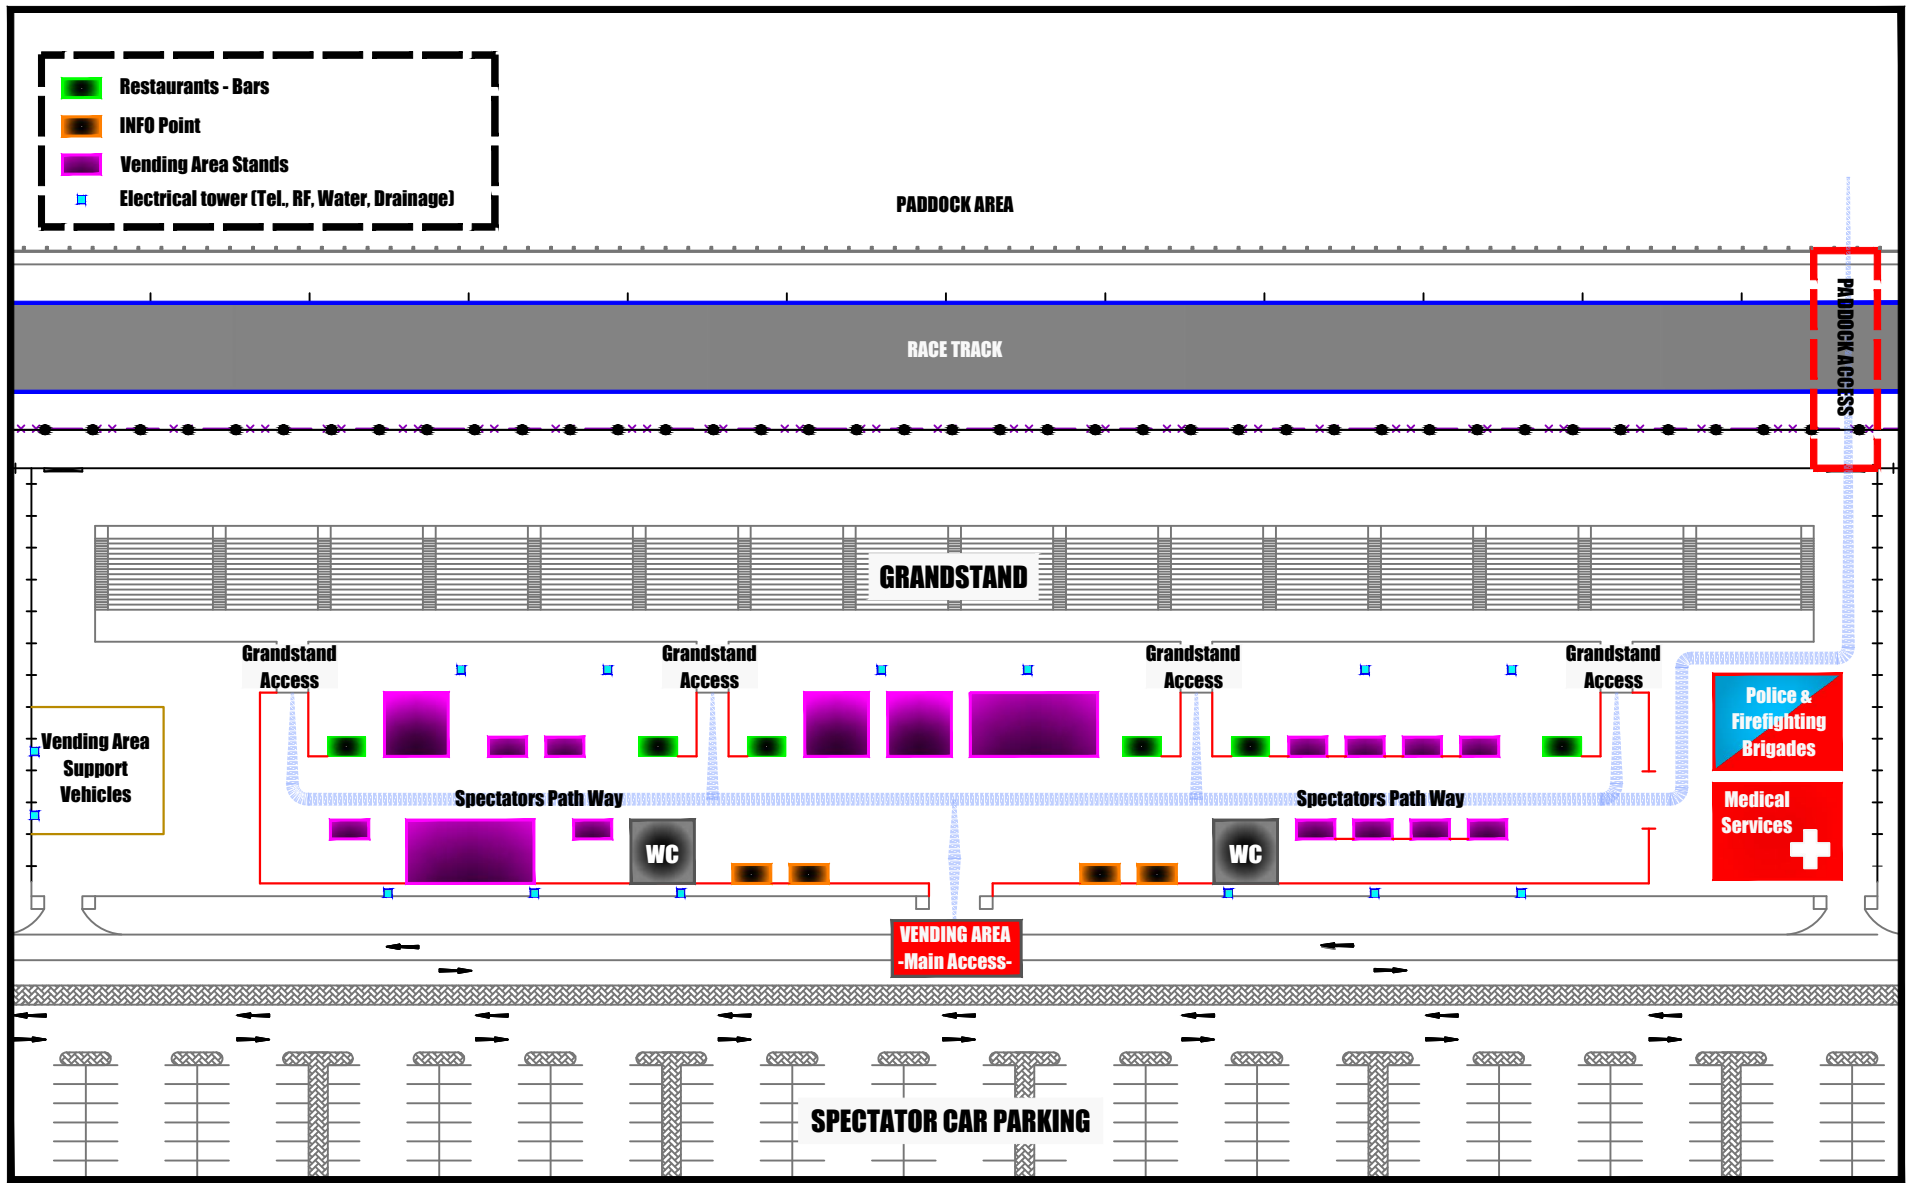 Restaurants - Bars
INFO Point
Vending Area Stands
Electrical tower (Tel., RF, Water, Drainage)
PADDOCK AREA
PADDOCK ACCESS
RACE TRACK
GRANDSTAND
Grandstand
Access
Grandstand
Access
Grandstand
Access
Grandstand
Access
Vending Area
Support
Vehicles
Police &
Firefighting
Brigades
Spectators Path Way
Spectators Path Way
Medical
Services
WC
WC
VENDING AREA
-Main Access-
SPECTATOR CAR PARKING